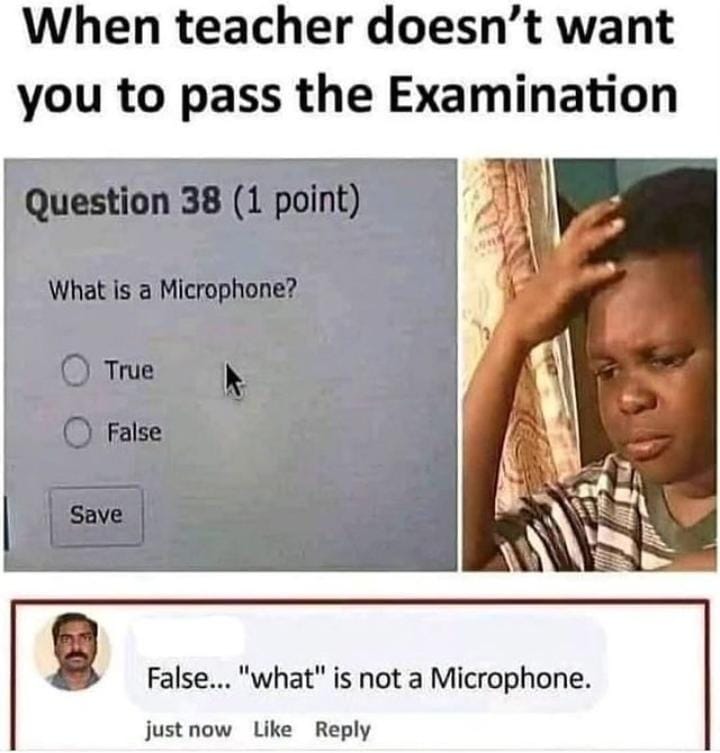 When teacher doesn't want
you to pass the Examination
Question 38 (1 point)
What is a Microphone?
True
False
Save
False... "what" is not a Microphone.
just now Like Reply